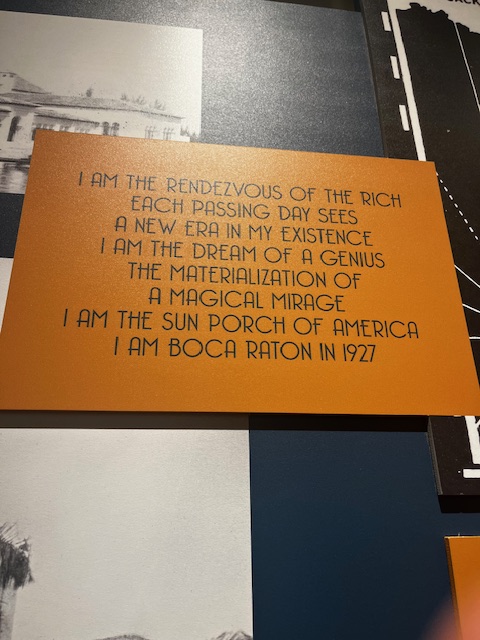 I AM THE RENDEZVOUS OF THE RICH
EACH PASSING DAY SEES
A NEW ERA IN MY EXISTENCE
I AM THE DREAM OF A GENIUS
THE MATERIALIZATION OF
A MAGICAL MIRAGE
I AM THE SUN PORCH OF AMERICA
I AM BOCA RATON IN 1927